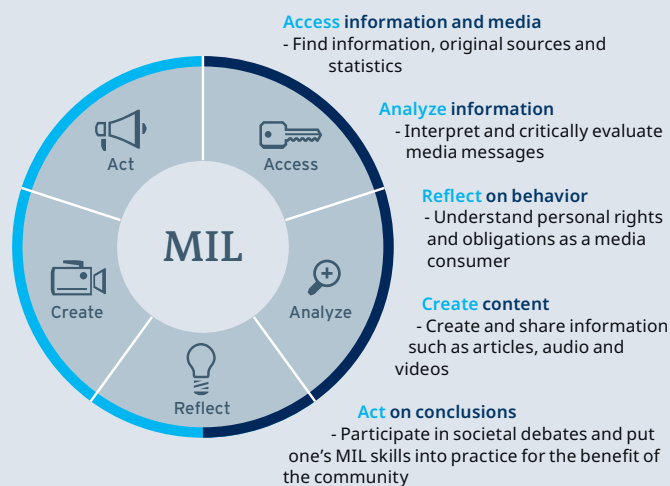 Access information and media
- Find information, original sources and
statistics
Analyze information
- Interpret and critically evaluate
media messages
Reflect on behavior
- Understand personal rights
and obligations as a media
consumer
Create content
- Create and share information
such as articles, audio and
videos
Act on conclusions
- Participate in societal debates and put
one’s MIL skills into practice for the benefit of
the community
Act
Access
MIL
Create
Analyze
Reflect